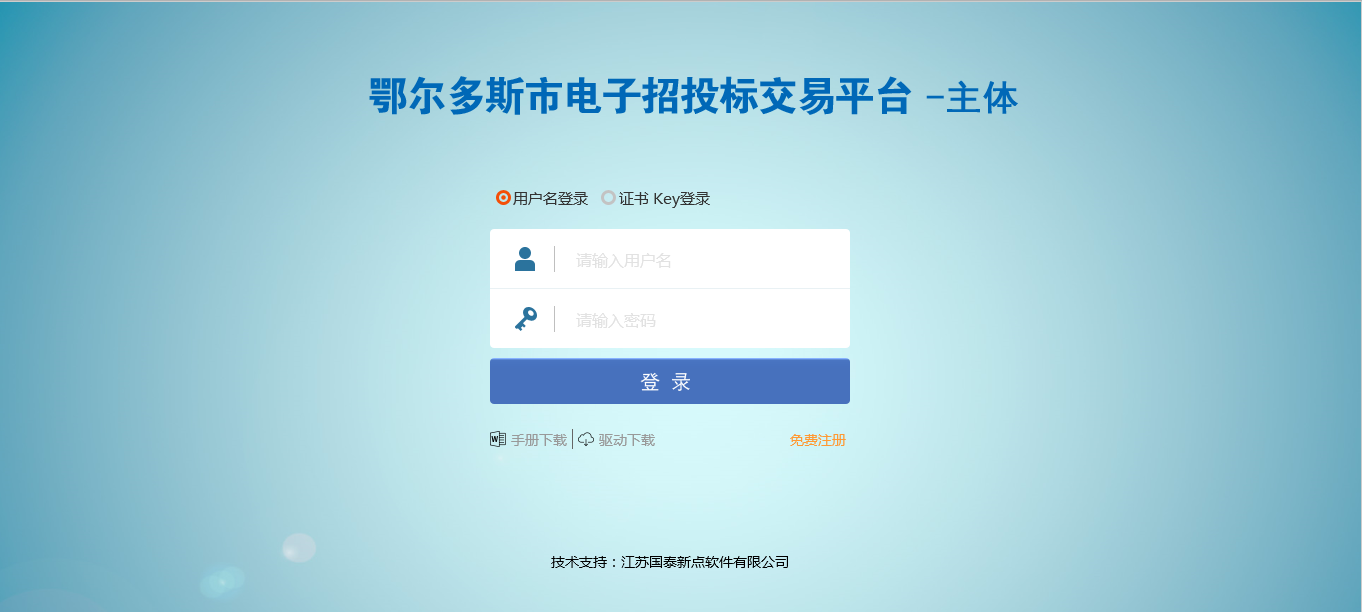 鄂尔多斯市电子招投标交易平台 -主体
用户名登录 证书 Key登录
请输入用户名
请输入密码
登 录
手册下载 驱动下载 免费注册
技术支持：江苏国泰新点软件有限公司